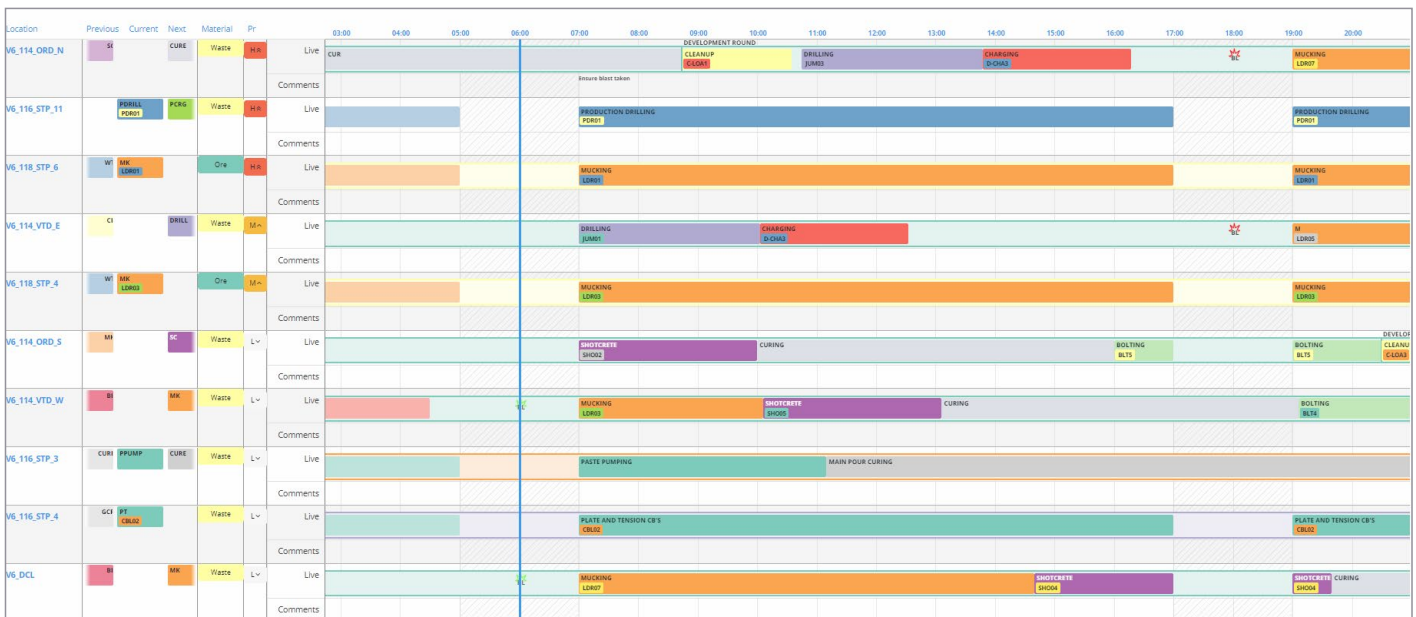 Location Previous Current Next Material Pr 03:00 04:00 05:00 06:00 07:00 08:00 09:00 10:00 11:00 12:00 13:00 14:00 15:00 16:00 17:00 18:00 19:00 20:00
DEVELOPMENT ROUND
V6_114_ORD_N CURE Waste H Live CUR CLEANUP DRILLING CHARGING MUCKING
C-LOA1 JUM03 D-CHA3 BL LDR07
Comments Ensure blast taken
V6_116_STP_11 PDRILL PCRG Waste H Live PRODUCTION DRILLING PRODUCTION DRILLING
PDR01 PDR01 PDR01
Comments
V6_118_STP_6 MK Ore H Live MUCKING MUCKING
LDR01 LDR01 LDR01
Comments
V6_114_VTD_E DRILL Waste M Live DRILLING CHARGING M
JUM01 D-CHA3 BL LDR05
Comments
V6_118_STP_4 MK Ore M Live MUCKING MUCKING
LDR03 LDR03 LDR03
Comments
DEVELOP
V6_114_ORD_S SC Waste L Live SHOTCRETE CURING BOLTING BOLTING CLEANU
SHO02 BLT5 BLT5 C-LOA3
Comments
V6_114_VTD_W MK Waste L Live MUCKING SHOTCRETE CURING BOLTING
LDR03 SHO05 BLT4
Comments
V6_116_STP_3 CURI PPUMP CURE Waste L Live PASTE PUMPING MAIN POUR CURING
Comments
V6_116_STP_4 PT Waste L Live PLATE AND TENSION CB'S PLATE AND TENSION CB'S
CBL02 CBL02 CBL02
Comments
V6_DCL MK Waste L Live MUCKING SHOTCRETE SHOTCRETE CURING
LDR07 SHO04 SHO04
Comments